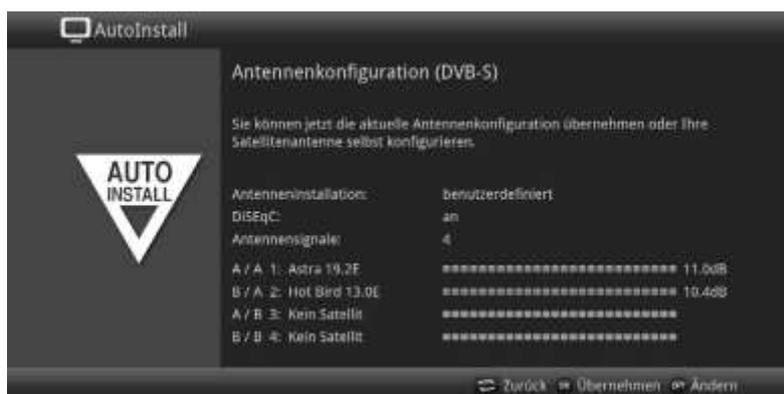 AutoInstall
Antennenkonfiguration (DVB-S)
Sie können jetzt die aktuelle Antennenkonfiguration übernehmen oder Ihre
Satellitenantenne selbst konfigurieren.
AUTO
INSTALL
Antenneninstallation: benutzerdefiniert
DiSEqC: an
Antennensignale: 4
A / A 1: Astra 19.2E 11.0dB
B / A 2: Hot Bird 13.0E 10.4dB
A / B 3: Kein Satellit
B / B 4: Kein Satellit
Zurück OK Übernehmen OPT Ändern